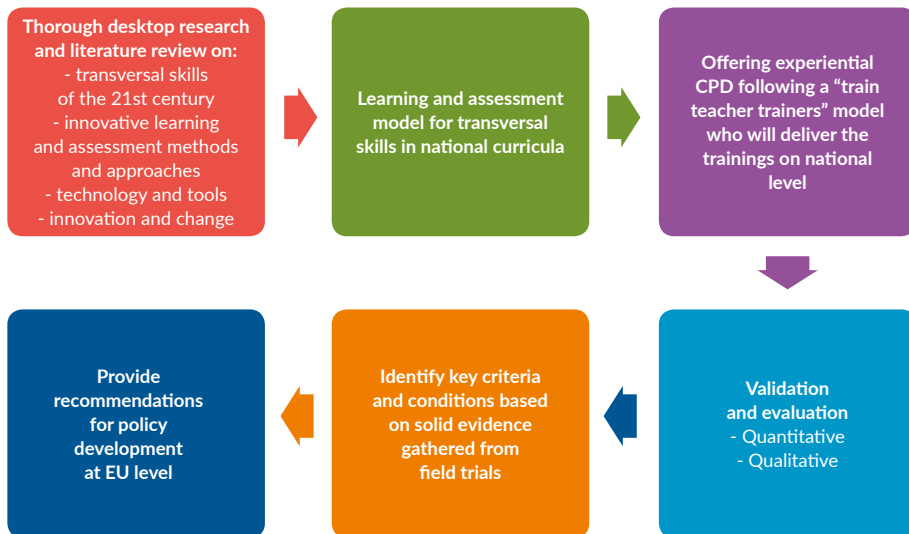 Thorough desktop research
and literature review on:
- transversal skills
of the 21st century
- innovative learning
and assessment methods
and approaches
- technology and tools
- innovation and change
Learning and assessment
model for transversal
skills in national curricula
Offering experiential
CPD following a “train
teacher trainers” model
who will deliver the
trainings on national
level
Validation
and evaluation
- Quantitative
- Qualitative
Identify key criteria
and conditions based
on solid evidence
gathered from
field trials
Provide
recommendations
for policy
development
at EU level